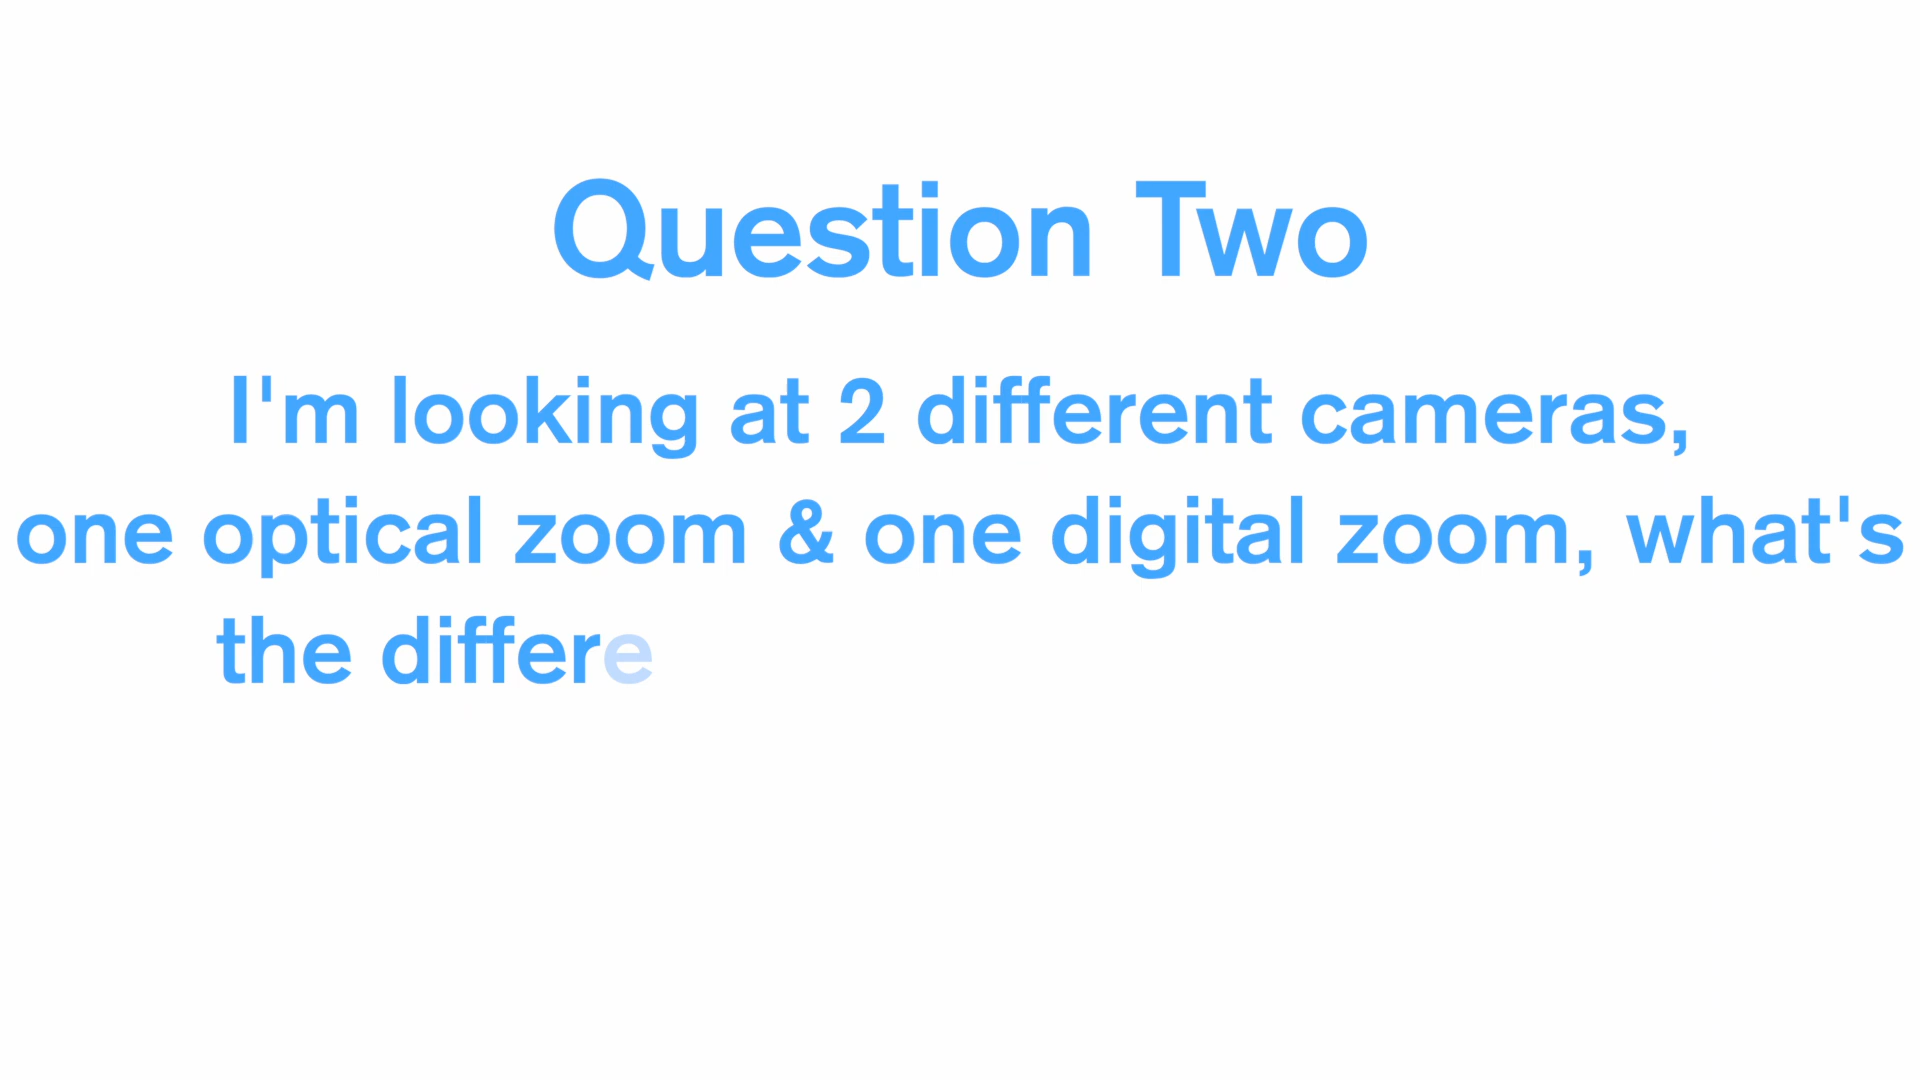 Question Two
I'm looking at 2 different cameras,
one optical zoom & one digital zoom, what's
the differe